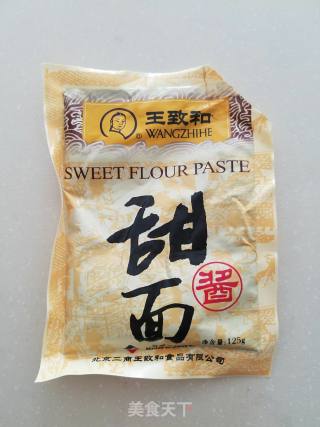 王致和
WANGZHIHE
SWEET FLOUR PASTE
甜面
酱
净含量:125g
北京二商王致和食品有限公司
美食天下